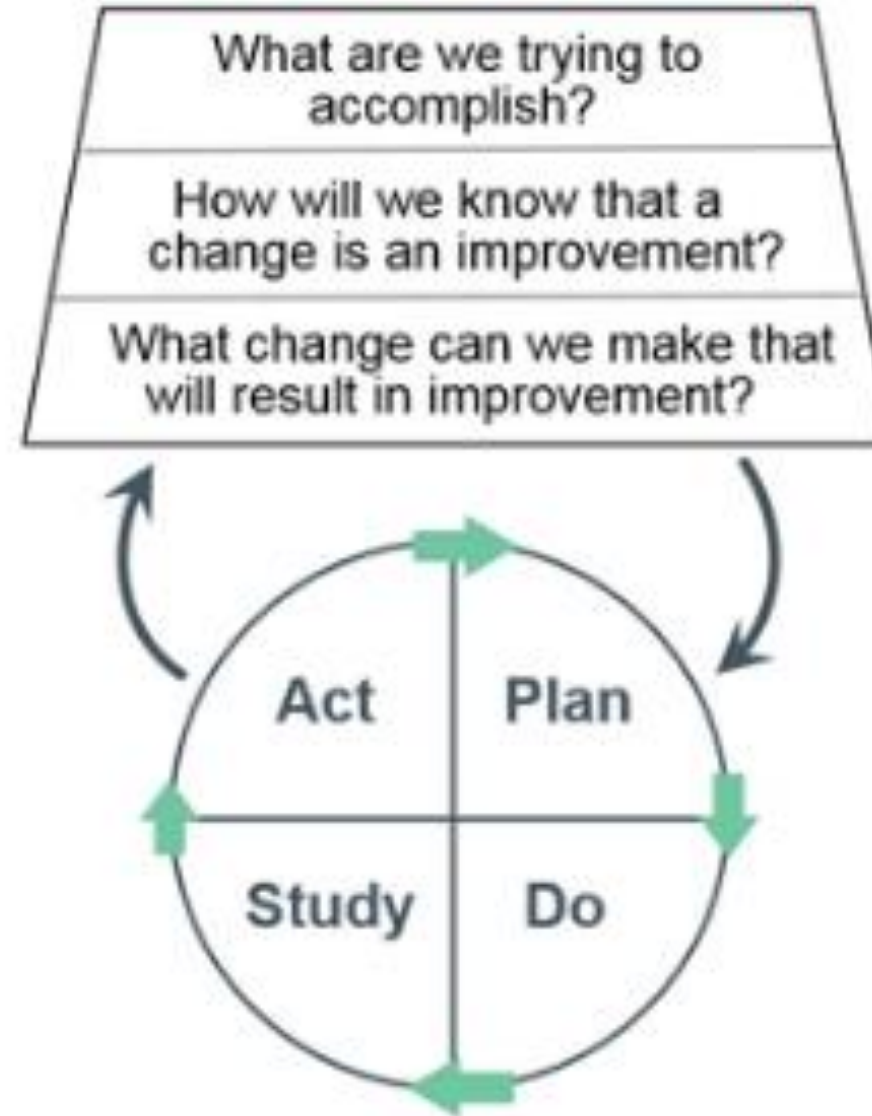 What are we trying to
accomplish?
How will we know that a
change is an improvement?
What change can we make that
will result in improvement?
Act
Plan
Study
Do